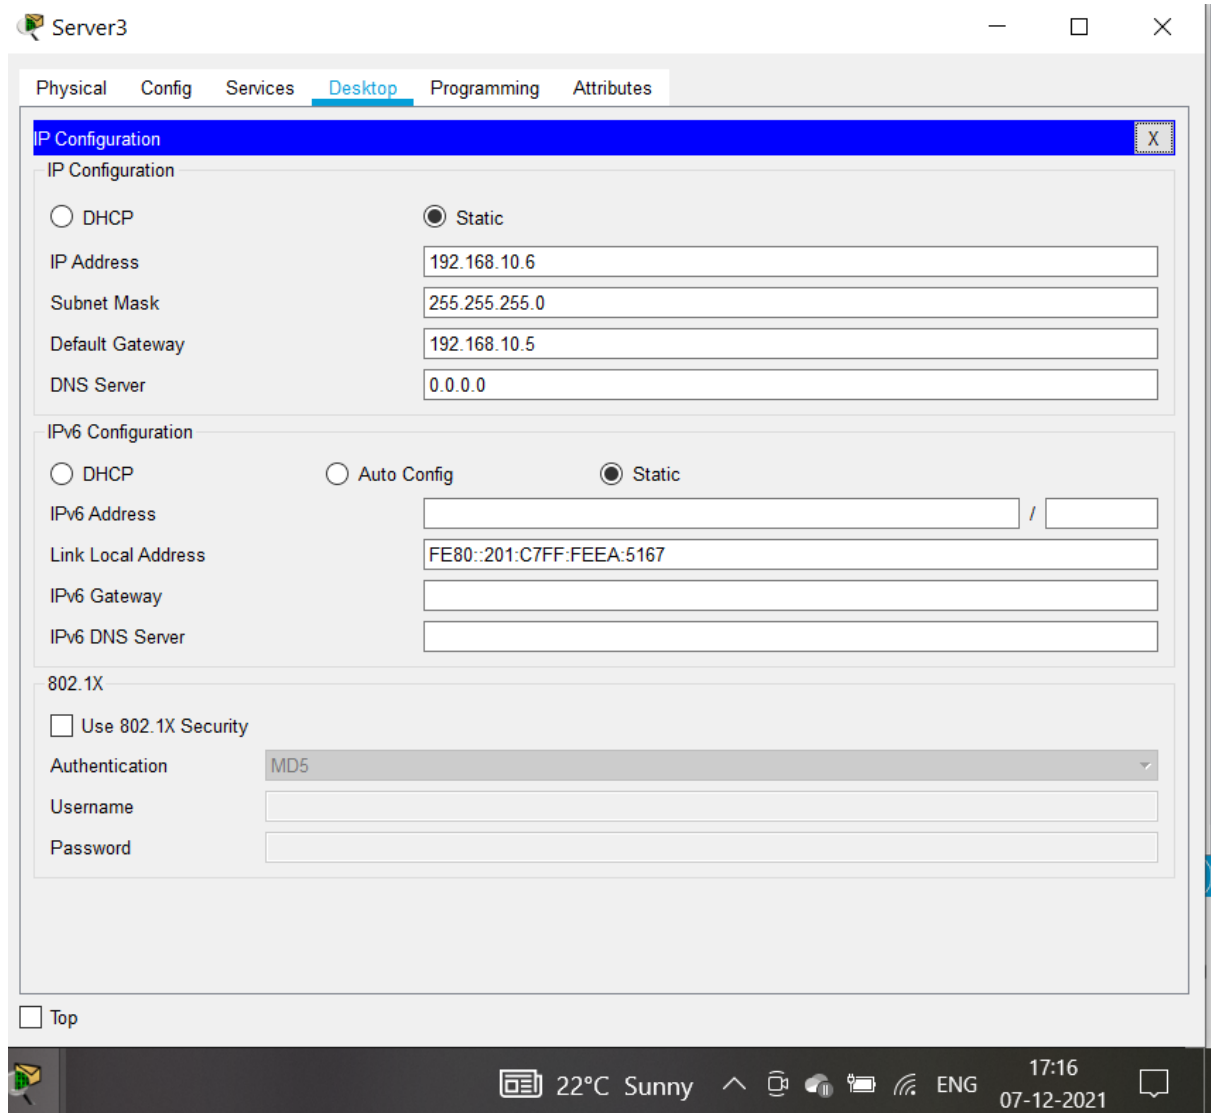 Server3
Physical Config Services Desktop Programming Attributes
IP Configuration X
IP Configuration
DHCP Static
IP Address 192.168.10.6
Subnet Mask 255.255.255.0
Default Gateway 192.168.10.5
DNS Server 0.0.0.0
IPv6 Configuration
DHCP Auto Config Static
IPv6 Address /
Link Local Address FE80::201:C7FF:FEEA:5167
IPv6 Gateway
IPv6 DNS Server
802.1X
Use 802.1X Security
Authentication MD5
Username
Password
Top
22°C Sunny ENG 17:16
07-12-2021